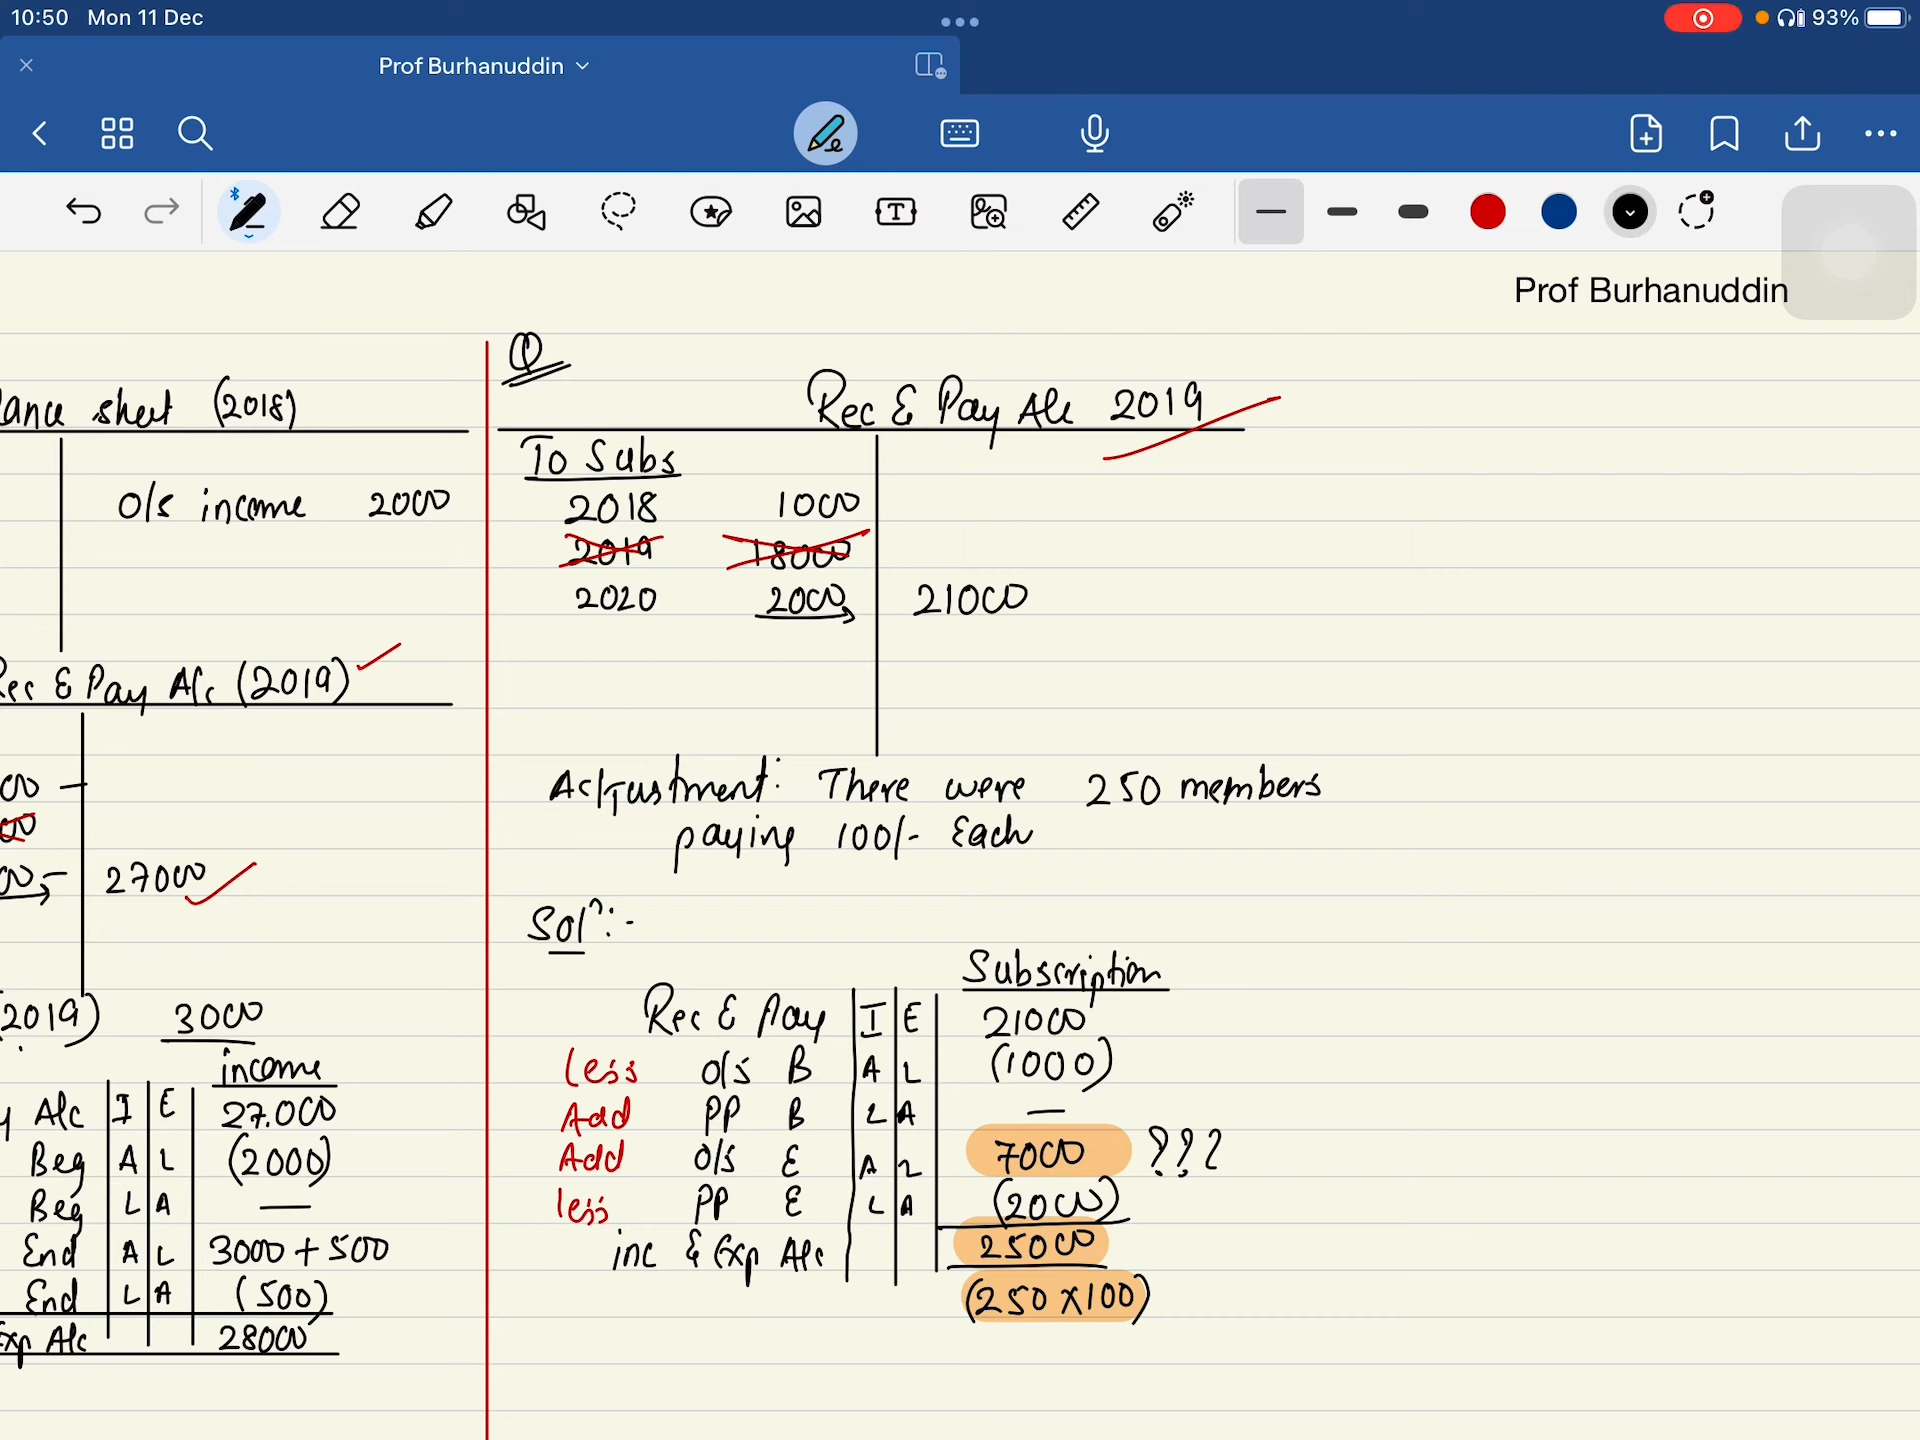 10:50 Mon 11 Dec
93%
Prof Burhanuddin
Prof Burhanuddin
lance sheet (2018)
O/s income 2000
Rec & Pay A/c (2019)
27000
(2019) 3000
income
A/c I E 27.000
Beg A L (2000)
Beg L A —
End A L 3000 + 500
End L A (500)
Exp A/c 28000
Q
Rec & Pay A/c 2019
To Subs
2018 1000
2019 18000
2020 2000 21000
Adjustment: There were 250 members
paying 100/- Each
Solⁿ:-
Subscription
Rec & Pay I E 21000
Less O/s B A L (1000)
Add PP B L A —
Add O/s E A L 7000 ???
less PP E L A (2000)
inc & Exp A/c 25000
(250 x 100)